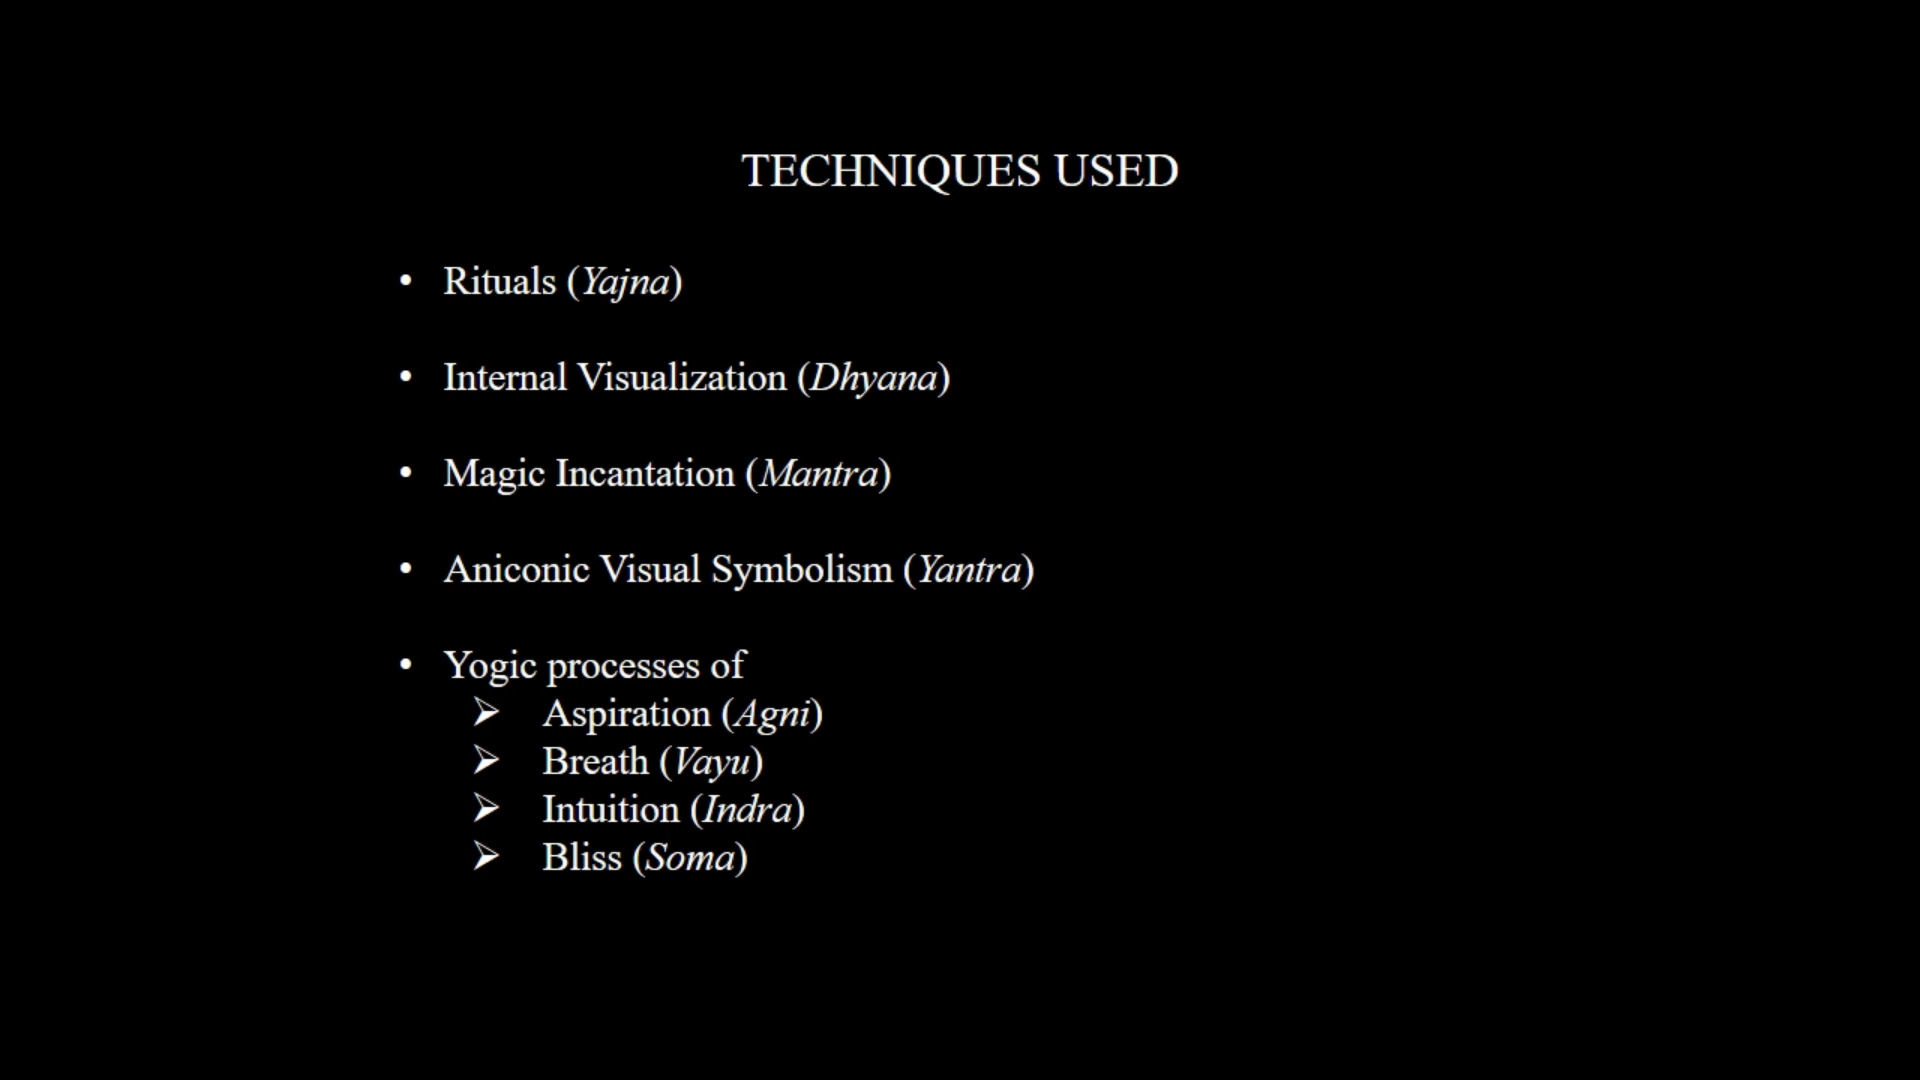 TECHNIQUES USED
• Rituals (Yajna)
• Internal Visualization (Dhyana)
• Magic Incantation (Mantra)
• Aniconic Visual Symbolism (Yantra)
• Yogic processes of
➢ Aspiration (Agni)
➢ Breath (Vayu)
➢ Intuition (Indra)
➢ Bliss (Soma)